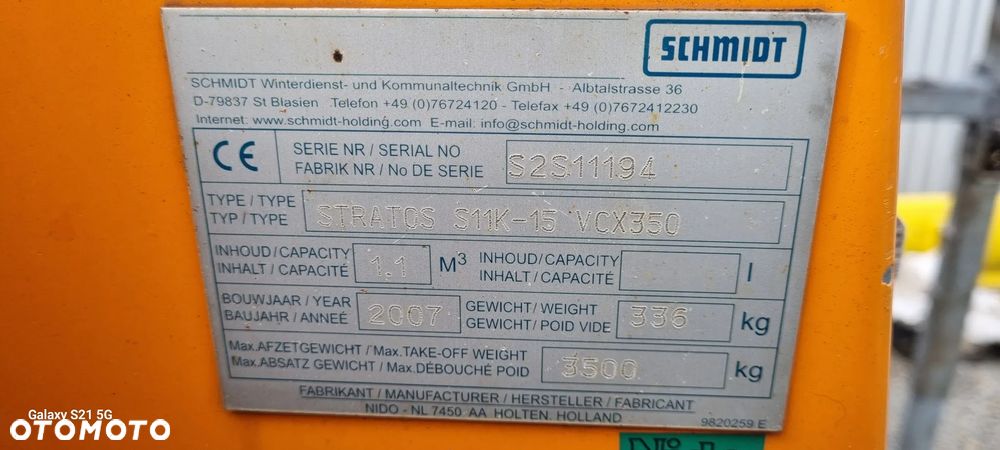 SCHMIDT
SCHMIDT Winterdienst- und Kommunaltechnik GmbH - Albtalstrasse 36
D-79837 St Blasien Telefon +49 (0)76724120 - Telefax +49 (0)7672412230
Internet: www.schmidt-holding.com E-mail: info@schmidt-holding.com
CE
SERIE NR / SERIAL NO
FABRIK NR / No DE SERIE
S2S11194
TYPE / TYPE
TYP / TYPE
STRATOS S11K-15 VCX350
INHOUD / CAPACITY
INHALT / CAPACITÉ
1.1
M³
INHOUD / CAPACITY
INHALT / CAPACITÉ
l
BOUWJAAR / YEAR
BAUJAHR / ANNEÉ
2007
GEWICHT / WEIGHT
GEWICHT / POID VIDE
336
kg
Max.AFZETGEWICHT / Max.TAKE-OFF WEIGHT
Max.ABSATZ GEWICHT / Max.DÉBOUCHÉ POID
3500
kg
FABRIKANT / MANUFACTURER / HERSTELLER / FABRICANT
NIDO - NL 7450 AA HOLTEN, HOLLAND
9820259 E
Galaxy S21 5G
OTOMOTO